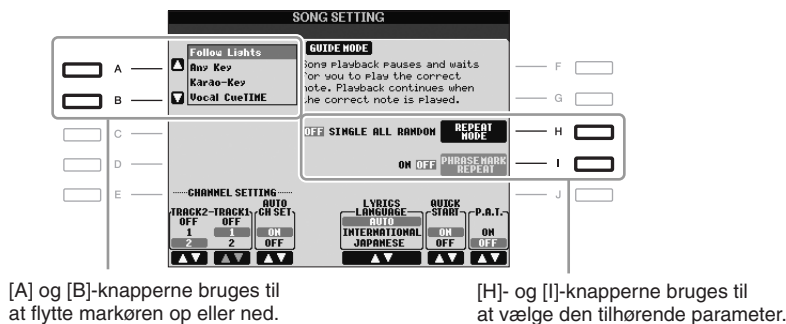 SONG SETTING
Follow Lights
Any Key
Karao-Key
Vocal CueTIME
GUIDE MODE
Song Playback pauses and waits
for you to play the correct
note. Playback continues when
the correct note is played.
A
B
C
D
E
F
G
H
I
J
OFF SINGLE ALL RANDOM REPEAT MODE
ON OFF PHRASE MARK REPEAT
CHANNEL SETTING
TRACK2 TRACK1 AUTO CH SET
OFF OFF
1 1 ON
2 2 OFF
LYRICS LANGUAGE QUICK START P.A.T.
AUTO
INTERNATIONAL ON ON
JAPANESE OFF OFF
[A] og [B]-knapperne bruges til
at flytte markøren op eller ned.
[H]- og [I]-knapperne bruges til
at vælge den tilhørende parameter.